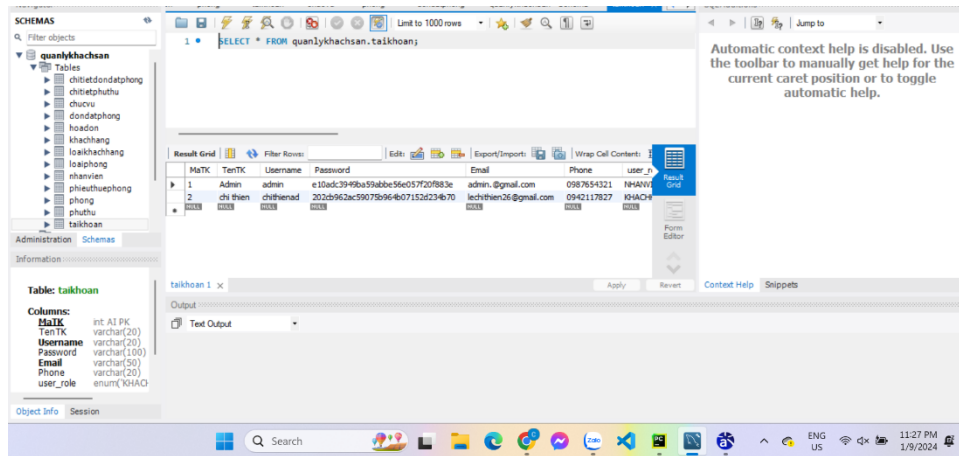 SCHEMAS
Filter objects
quanlykhachsan
Tables
chitietdondatphong
chitietphuthu
chucvu
dondatphong
hoadon
khachhang
loaikhachhang
loaiphong
nhanvien
phieuthuephong
phong
phuthu
taikhoan
Administration Schemas
Information
Table: taikhoan
Columns:
MaTK int AI PK
TenTK varchar(20)
Username varchar(20)
Password varchar(100)
Email varchar(50)
Phone varchar(20)
user_role enum('KHACH
Object Info Session
Limit to 1000 rows
1 SELECT * FROM quanlykhachsan.taikhoan;
Result Grid Filter Rows: Edit: Export/Import: Wrap Cell Content:
MaTK TenTK Username Password Email Phone user_r
1 Admin admin e10adc3949ba59abbe56e057f20f883e admin.@gmail.com 0987654321 NHANVI
2 chi thien chithienad 202cb962ac59075b964b07152d234b70 lechithien26@gmail.com 0942117827 KHACHH
NULL NULL NULL NULL NULL NULL NULL
Result Grid
Form Editor
taikhoan 1 Apply Revert
Output
Text Output
Jump to
Automatic context help is disabled. Use
the toolbar to manually get help for the
current caret position or to toggle
automatic help.
Context Help Snippets
Search
Zalo
ENG
US
11:27 PM
1/9/2024